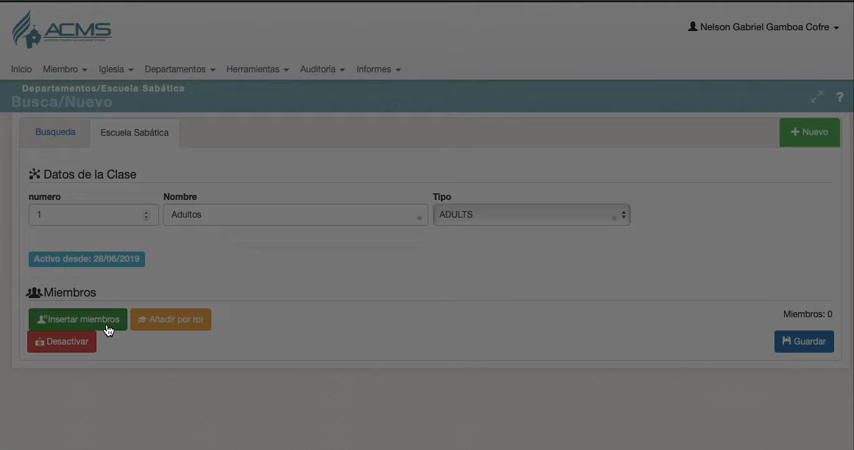 ACMS
Nelson Gabriel Gamboa Cofre
Inicio Miembro Iglesia Departamentos Herramientas Auditoría Informes
Departamentos/Escuela Sabática
Busca/Nuevo
?
Busqueda Escuela Sabática
+ Nuevo
Datos de la Clase
numero Nombre Tipo
1 Adultos ADULTS
Activo desde: 28/06/2019
Miembros
Insertar miembros Añadir por rol
Miembros: 0
Desactivar Guardar